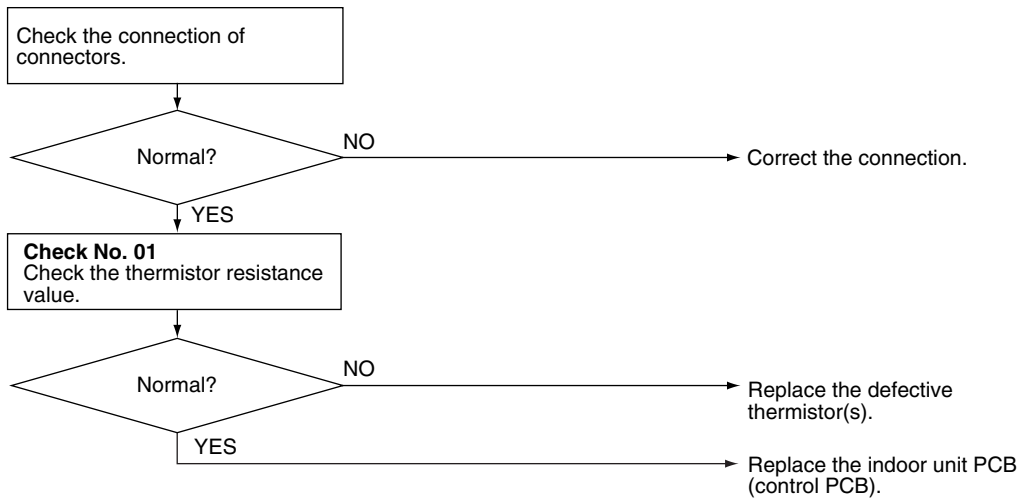 Check the connection of
connectors.
Normal?
NO
Correct the connection.
YES
Check No. 01
Check the thermistor resistance
value.
Normal?
NO
Replace the defective
thermistor(s).
YES
Replace the indoor unit PCB
(control PCB).